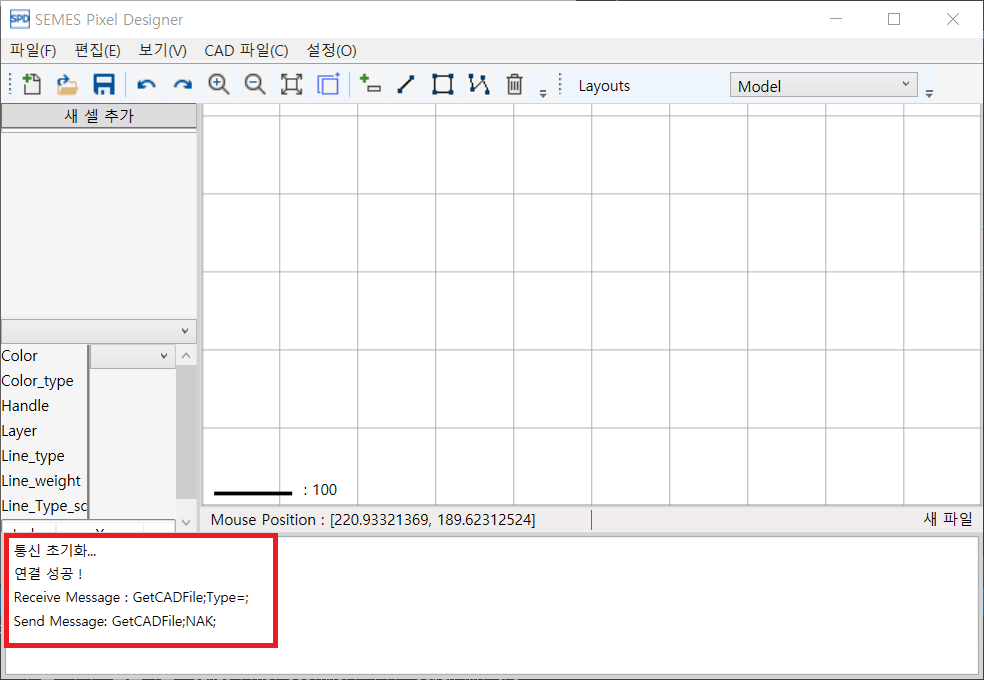 SPD SEMES Pixel Designer
파일(F) 편집(E) 보기(V) CAD 파일(C) 설정(O)
Layouts Model
새 셀 추가
Color
Color_type
Handle
Layer
Line_type
Line_weight
Line_Type_sc
: 100
Mouse Position : [220.93321369, 189.62312524] 새 파일
통신 초기화...
연결 성공 !
Receive Message : GetCADFile;Type=;
Send Message: GetCADFile;NAK;